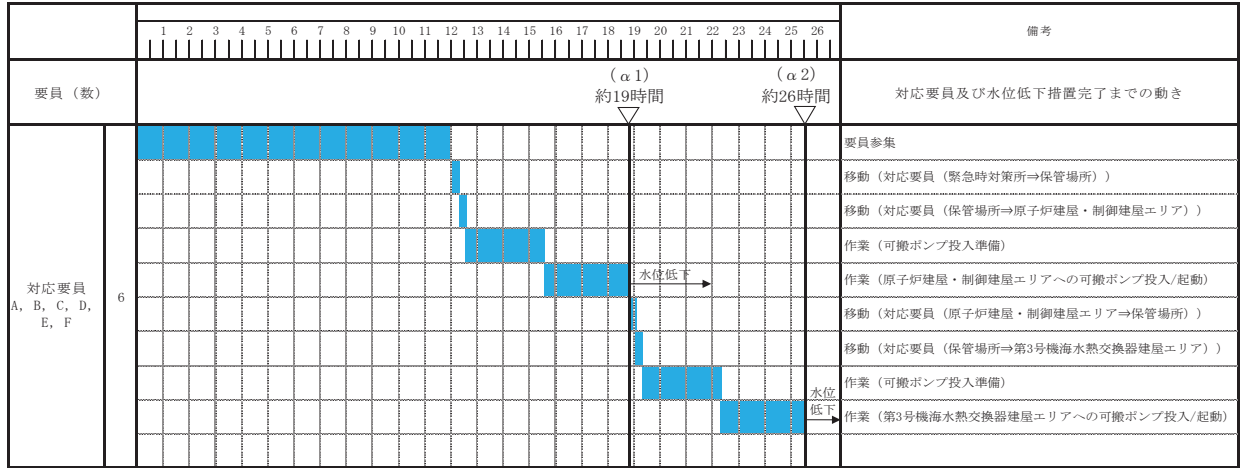 1 2 3 4 5 6 7 8 9 10 11 12 13 14 15 16 17 18 19 20 21 22 23 24 25 26
備考
要員（数）
(α1)
約19時間
(α2)
約26時間
対応要員及び水位低下措置完了までの動き
対応要員
A, B, C, D,
E, F
6
要員参集
移動（対応要員（緊急時対策所⇒保管場所））
移動（対応要員（保管場所⇒原子炉建屋・制御建屋エリア））
作業（可搬ポンプ投入準備）
水位低下
作業（原子炉建屋・制御建屋エリアへの可搬ポンプ投入/起動）
移動（対応要員（原子炉建屋・制御建屋エリア⇒保管場所））
移動（対応要員（保管場所⇒第3号機海水熱交換器建屋エリア））
作業（可搬ポンプ投入準備）
水位
低下
作業（第3号機海水熱交換器建屋エリアへの可搬ポンプ投入/起動）